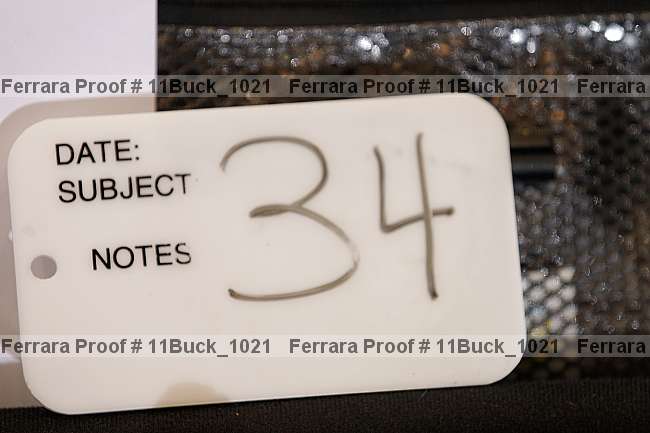 Ferrara Proof # 11Buck_1021 Ferrara Proof # 11Buck_1021 Ferrara
DATE:
SUBJECT
34
NOTES
Ferrara Proof # 11Buck_1021 Ferrara Proof # 11Buck_1021 Ferrara